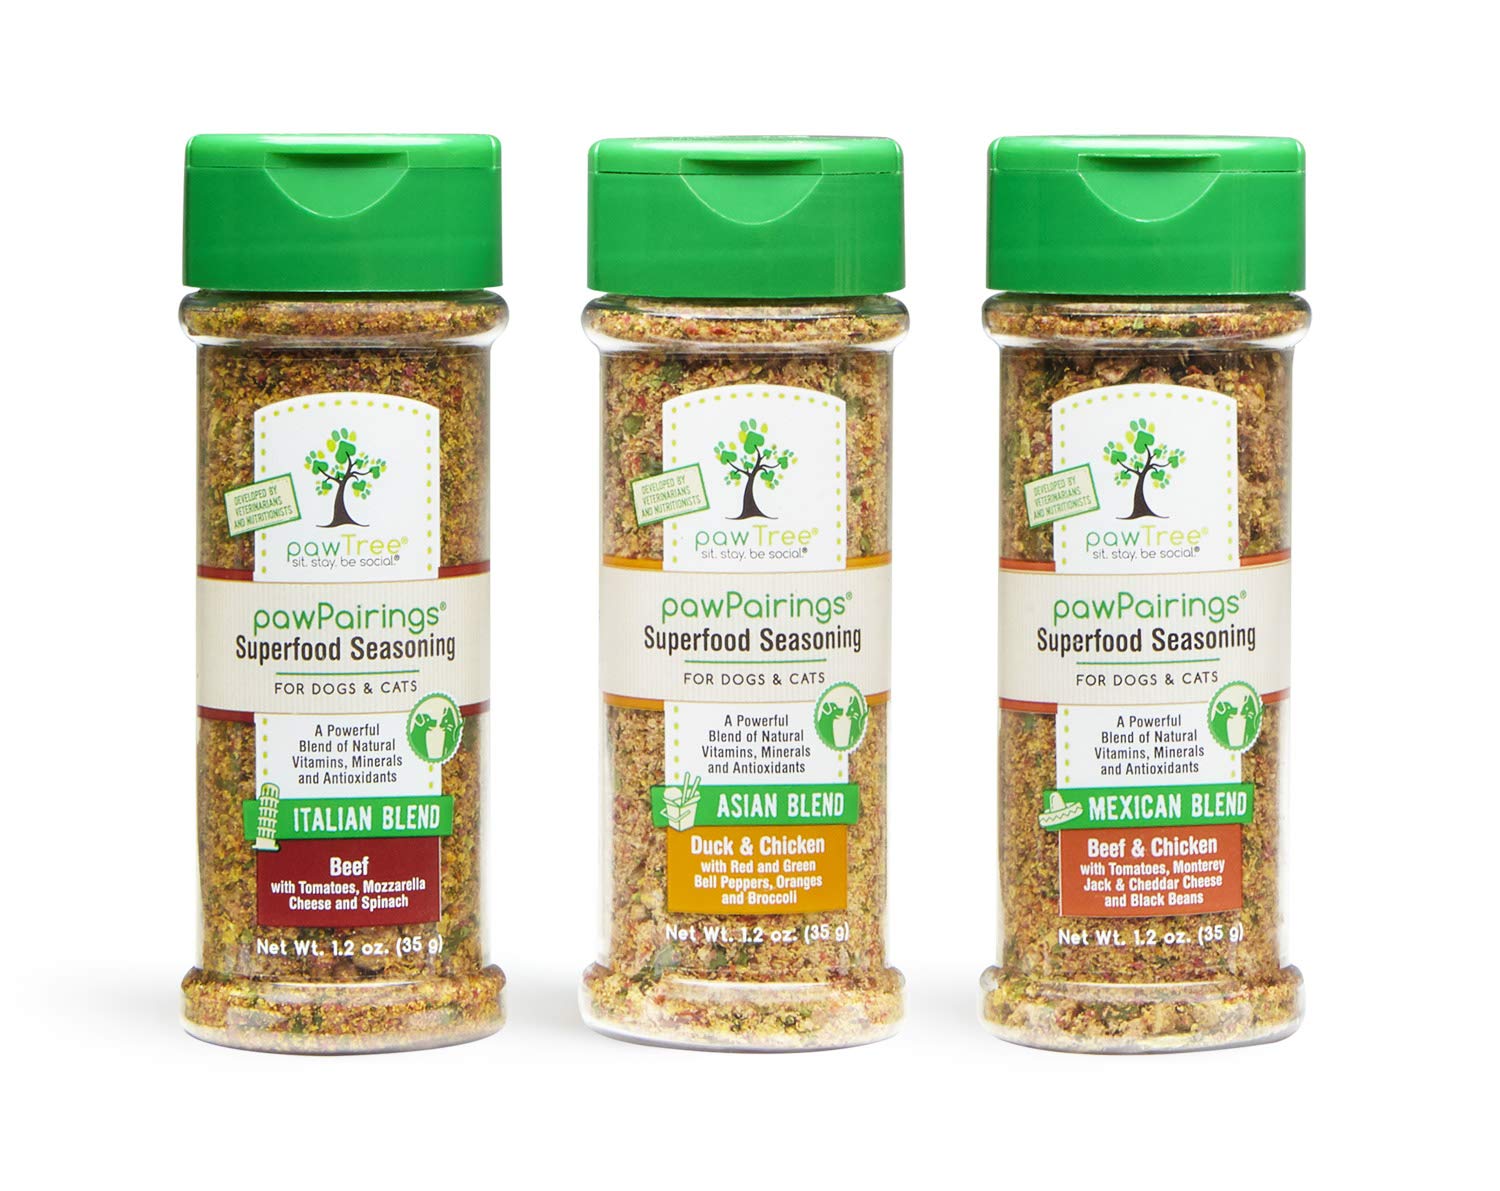 DEVELOPED BY
VETERINARIANS
AND NUTRITIONISTS
pawTree®
sit. stay. be social.®
pawPairings®
Superfood Seasoning
FOR DOGS & CATS
A Powerful
Blend of Natural
Vitamins, Minerals
and Antioxidants
ITALIAN BLEND
Beef
with Tomatoes, Mozzarella
Cheese and Spinach
Net Wt. 1.2 oz. (35 g)
DEVELOPED BY
VETERINARIANS
AND NUTRITIONISTS
pawTree®
sit. stay. be social.®
pawPairings®
Superfood Seasoning
FOR DOGS & CATS
A Powerful
Blend of Natural
Vitamins, Minerals
and Antioxidants
ASIAN BLEND
Duck & Chicken
with Red and Green
Bell Peppers, Oranges
and Broccoli
Net Wt. 1.2 oz. (35 g)
DEVELOPED BY
VETERINARIANS
AND NUTRITIONISTS
pawTree®
sit. stay. be social.®
pawPairings®
Superfood Seasoning
FOR DOGS & CATS
A Powerful
Blend of Natural
Vitamins, Minerals
and Antioxidants
MEXICAN BLEND
Beef & Chicken
with Tomatoes, Monterey
Jack & Cheddar Cheese
and Black Beans
Net Wt. 1.2 oz. (35 g)